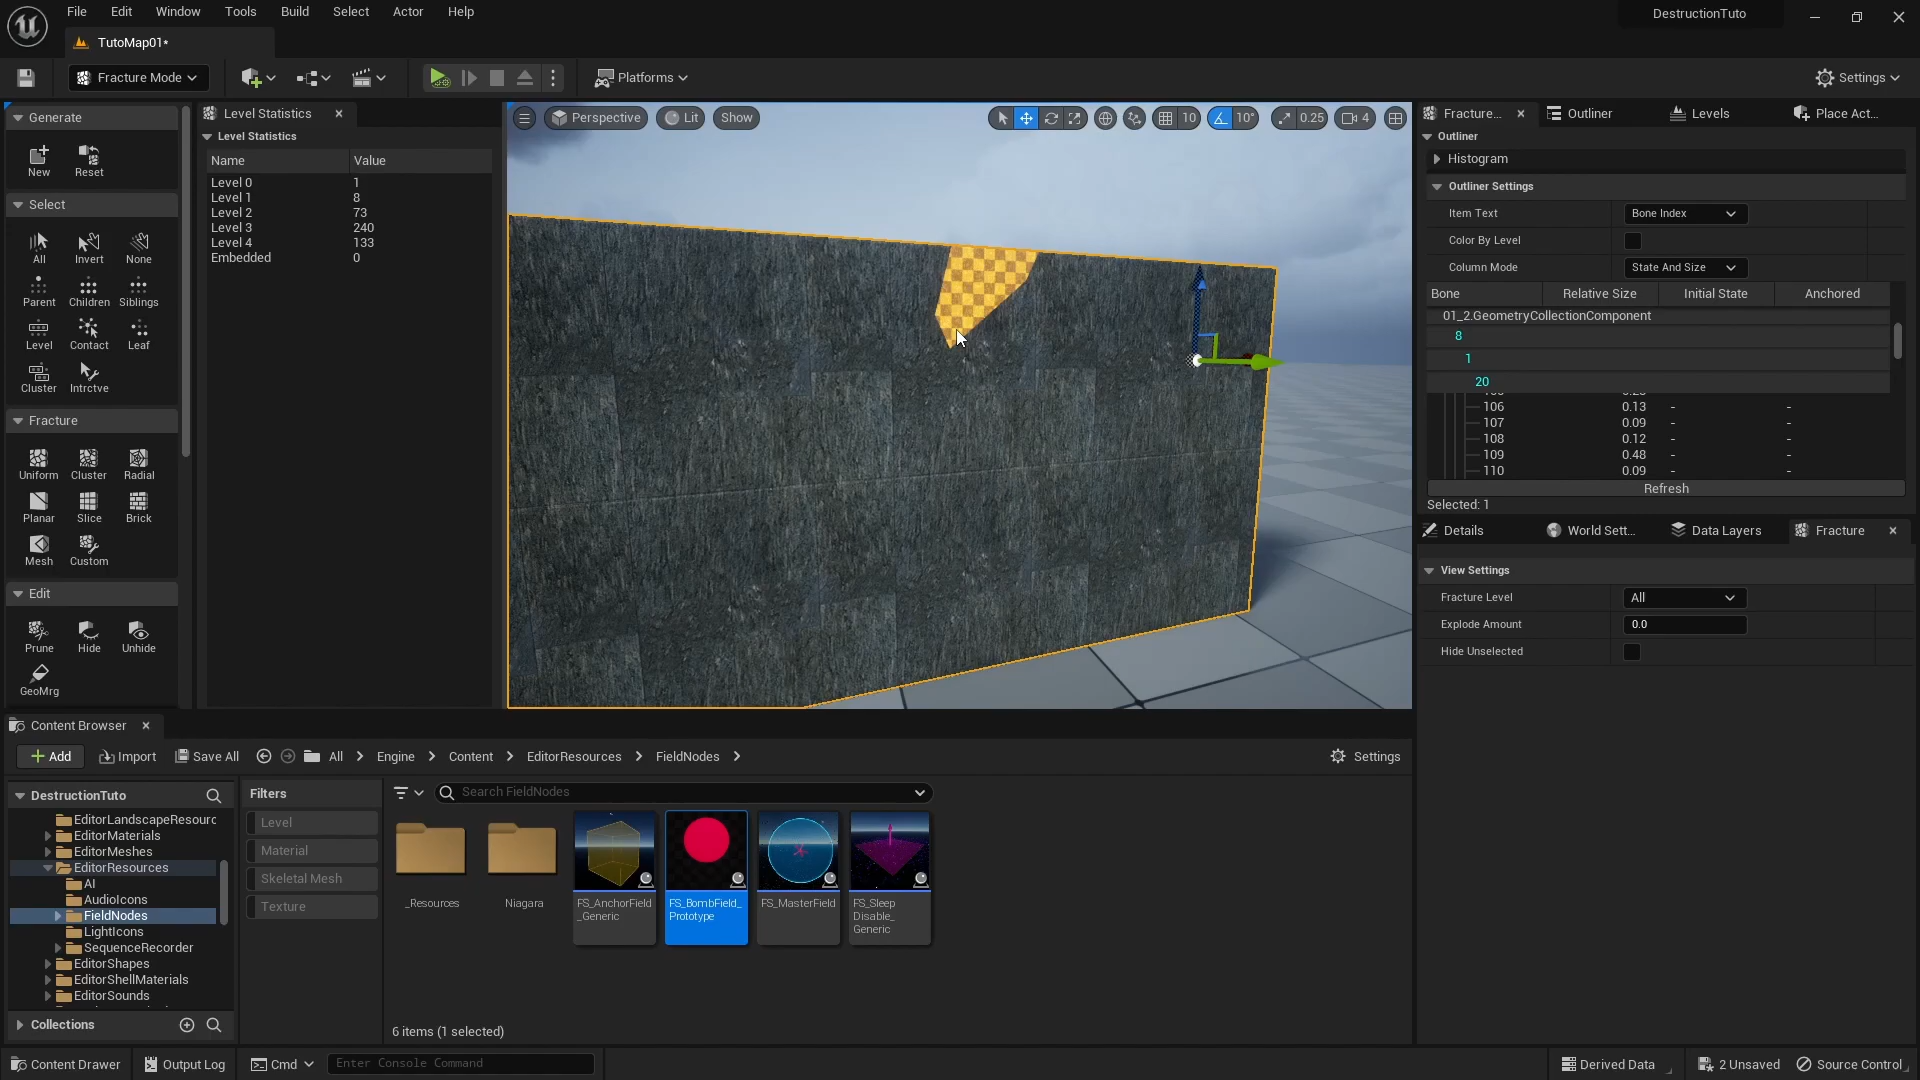 File Edit Window Tools Build Select Actor Help
DestructionTuto
TutoMap01*
Fracture Mode
Platforms
Settings
Generate
New Reset
Select
All Invert None
Parent Children Siblings
Level Contact Leaf
Cluster Intrctve
Fracture
Uniform Cluster Radial
Planar Slice Brick
Mesh Custom
Edit
Prune Hide Unhide
GeoMrg
Level Statistics
Level Statistics
Name Value
Level 0 1
Level 1 8
Level 2 73
Level 3 240
Level 4 133
Embedded 0
Perspective Lit Show
10 10° 0.25 4
Fracture... Outliner Levels Place Act...
Outliner
Histogram
Outliner Settings
Item Text Bone Index
Color By Level
Column Mode State And Size
Bone Relative Size Initial State Anchored
01_2.GeometryCollectionComponent
8
1
20
106 0.13 - -
107 0.09 - -
108 0.12 - -
109 0.48 - -
110 0.09 - -
Refresh
Selected: 1
Details World Sett... Data Layers Fracture
View Settings
Fracture Level All
Explode Amount 0.0
Hide Unselected
Content Browser
Add Import Save All All Engine Content EditorResources FieldNodes Settings
DestructionTuto
EditorLandscapeResourc
EditorMaterials
EditorMeshes
EditorResources
AI
AudioIcons
FieldNodes
LightIcons
SequenceRecorder
EditorShapes
EditorShellMaterials
EditorSounds
Collections
Filters
Level
Material
Skeletal Mesh
Texture
Search FieldNodes
_Resources
Niagara
FS_AnchorField
_Generic
FS_BombField_
Prototype
FS_MasterField
FS_Sleep
Disable_
Generic
6 items (1 selected)
Content Drawer Output Log Cmd Enter Console Command Derived Data 2 Unsaved Source Control